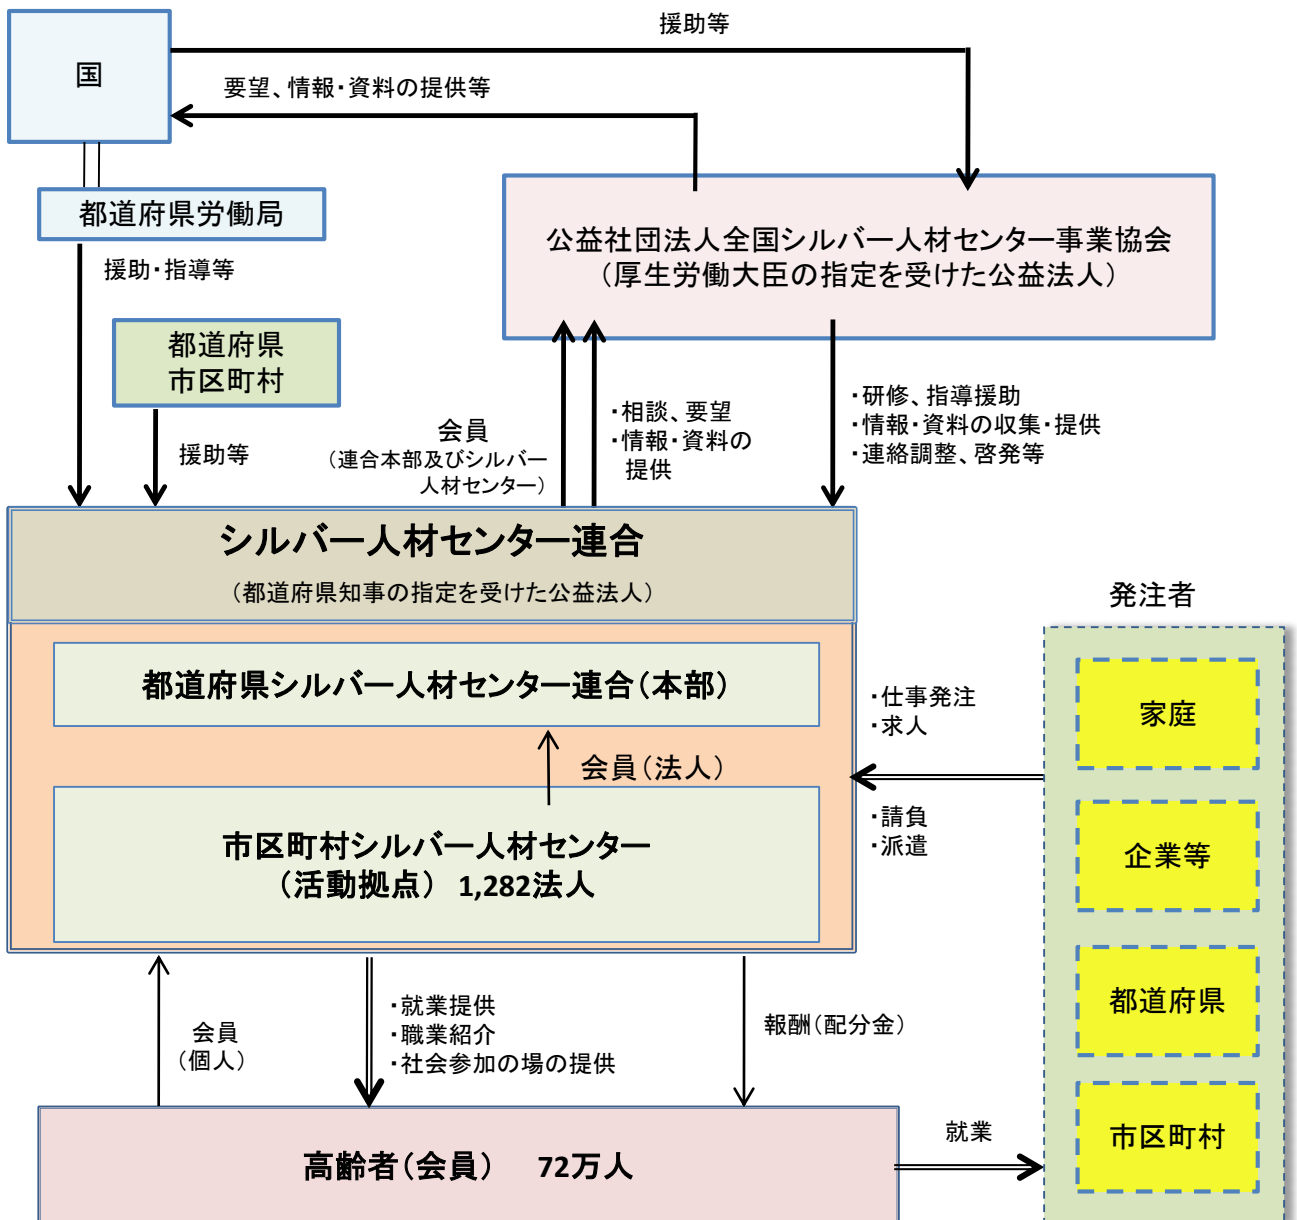 援助等
国
要望、情報・資料の提供等
都道府県労働局
公益社団法人全国シルバー人材センター事業協会
（厚生労働大臣の指定を受けた公益法人）
援助・指導等
都道府県
市区町村
援助等
会員
（連合本部及びシルバー
人材センター）
・相談、要望
・情報・資料の
提供
・研修、指導援助
・情報・資料の収集・提供
・連絡調整、啓発等
シルバー人材センター連合
（都道府県知事の指定を受けた公益法人）
都道府県シルバー人材センター連合（本部）
会員（法人）
市区町村シルバー人材センター
（活動拠点） 1,282法人
・仕事発注
・求人
・請負
・派遣
発注者
家庭
企業等
都道府県
市区町村
会員
（個人）
・就業提供
・職業紹介
・社会参加の場の提供
報酬（配分金）
高齢者（会員） 72万人
就業